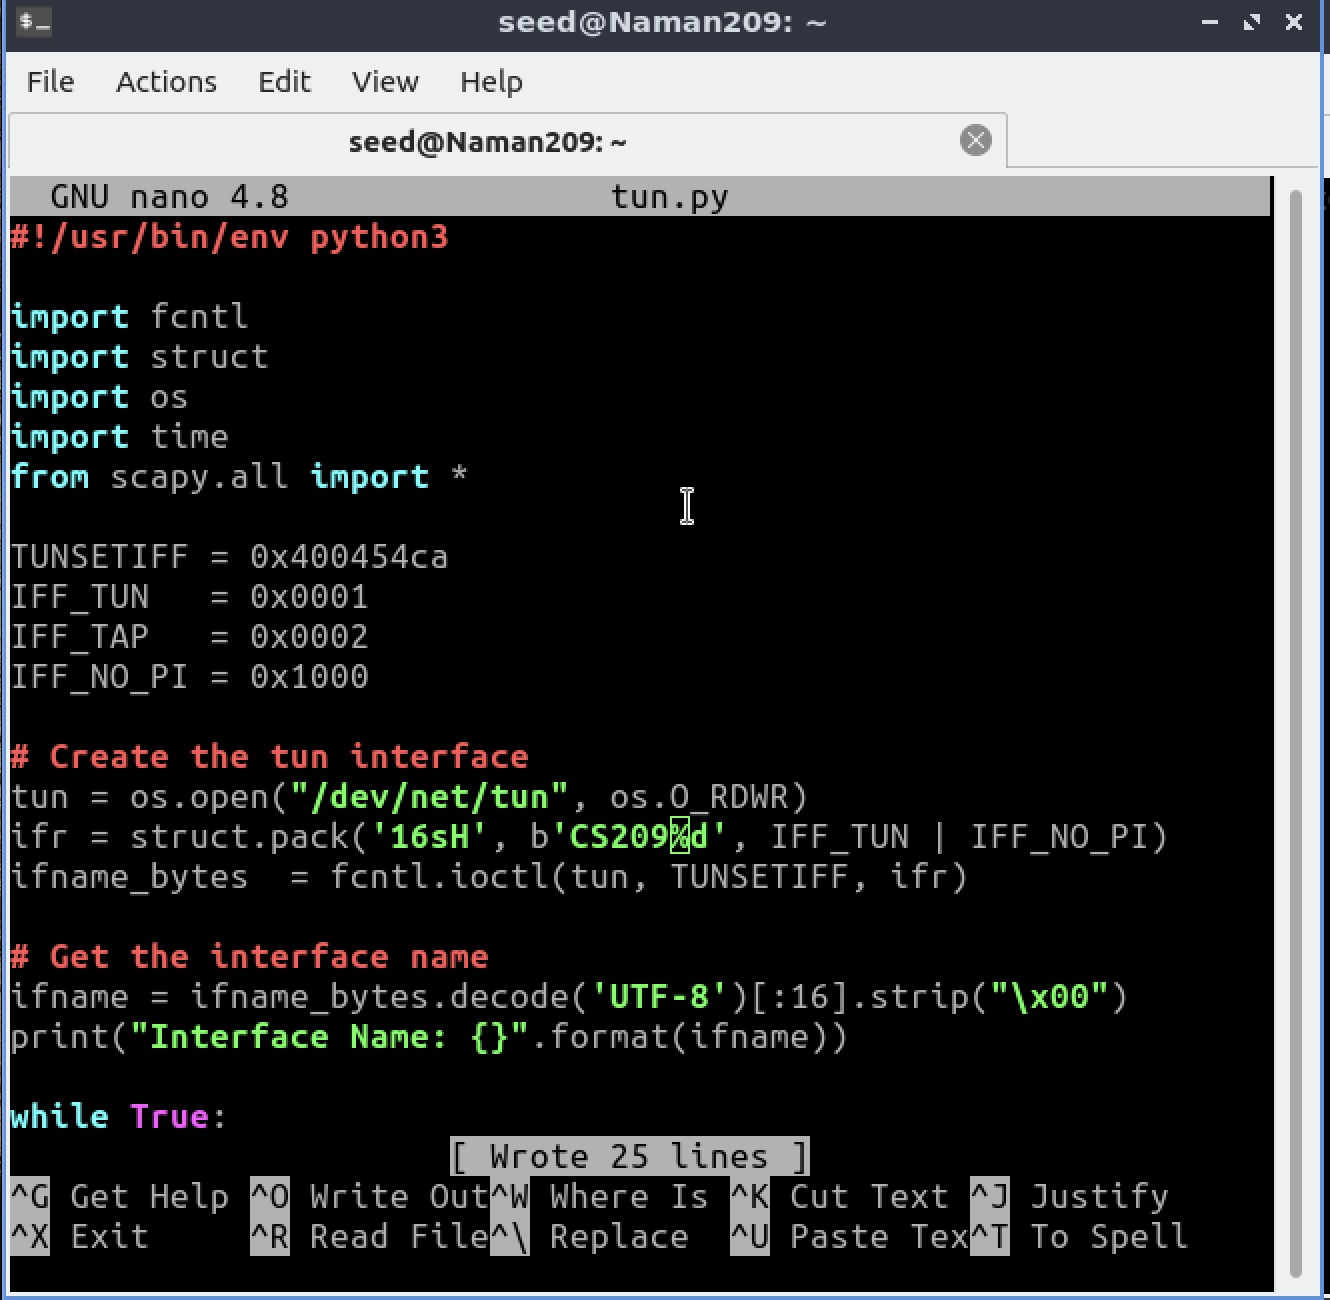 seed@Naman209: ~
File Actions Edit View Help
seed@Naman209: ~
GNU nano 4.8 tun.py
#!/usr/bin/env python3
import fcntl
import struct
import os
import time
from scapy.all import *
TUNSETIFF = 0x400454ca
IFF_TUN   = 0x0001
IFF_TAP   = 0x0002
IFF_NO_PI = 0x1000
# Create the tun interface
tun = os.open("/dev/net/tun", os.O_RDWR)
ifr = struct.pack('16sH', b'CS209%d', IFF_TUN | IFF_NO_PI)
ifname_bytes  = fcntl.ioctl(tun, TUNSETIFF, ifr)
# Get the interface name
ifname = ifname_bytes.decode('UTF-8')[:16].strip("\x00")
print("Interface Name: {}".format(ifname))
while True:
[ Wrote 25 lines ]
^G Get Help ^O Write Out^W Where Is ^K Cut Text ^J Justify
^X Exit ^R Read File^\ Replace ^U Paste Tex^T To Spell